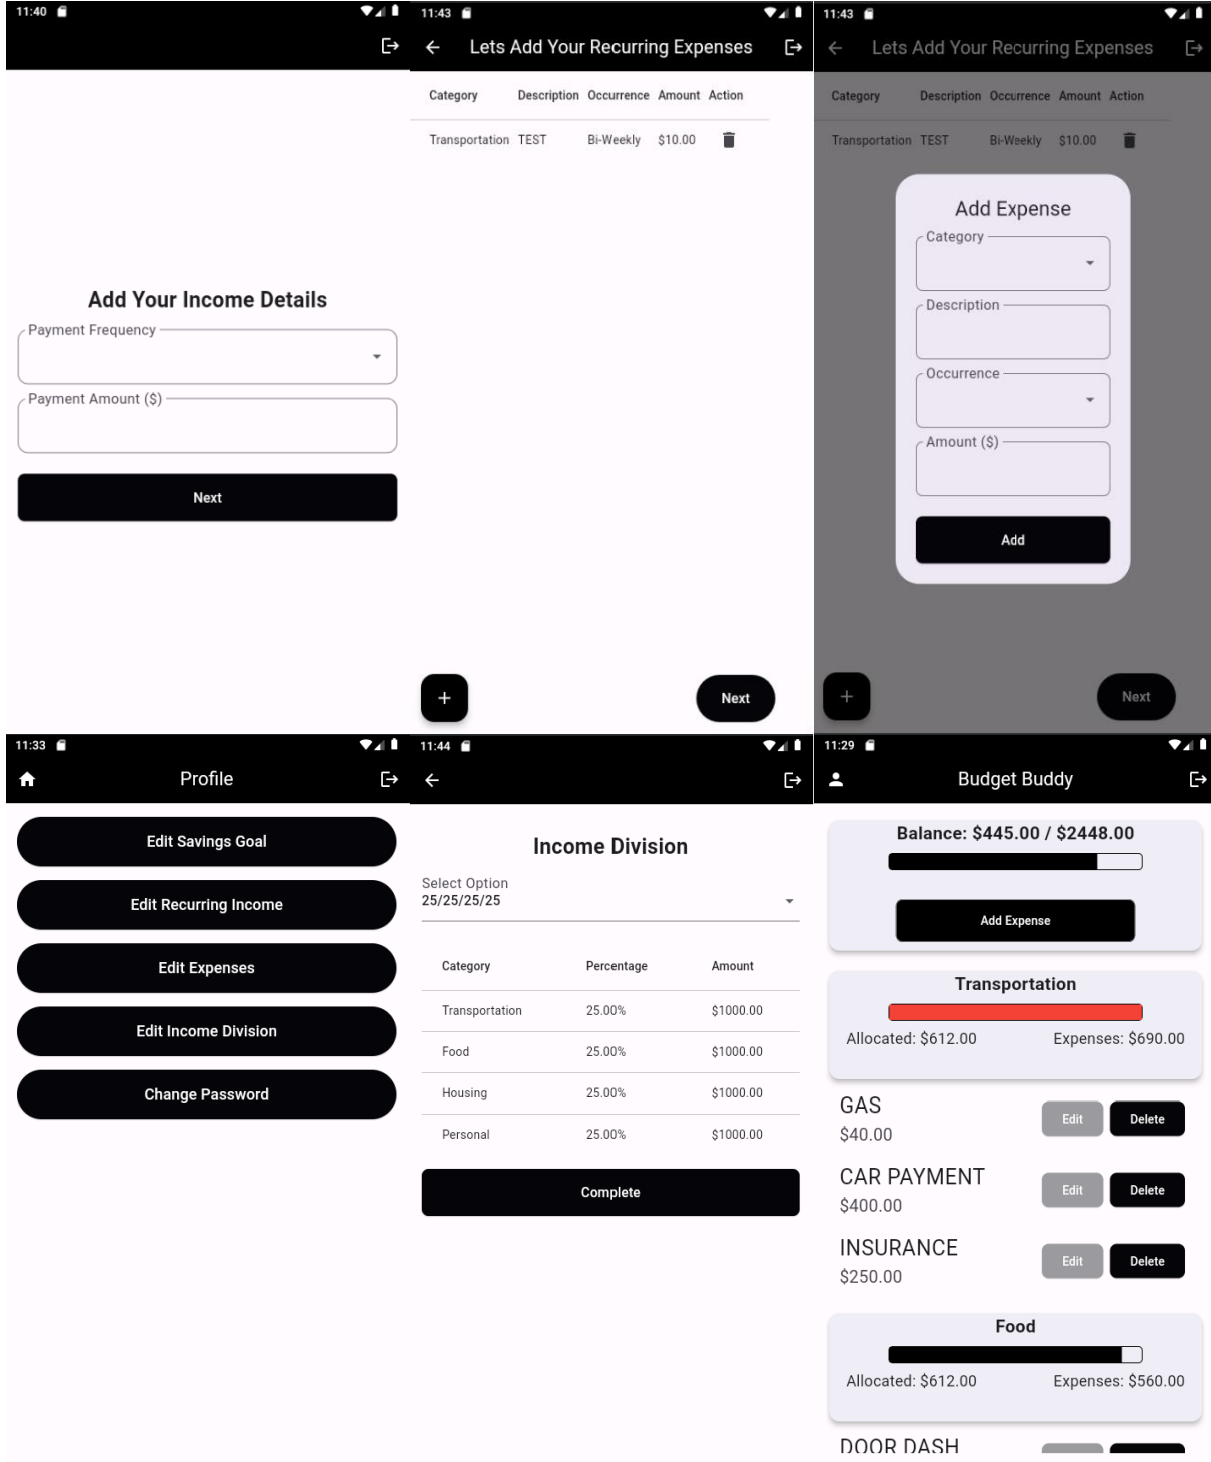 11:40
Add Your Income Details
Payment Frequency
Payment Amount ($)
Next
11:43
Lets Add Your Recurring Expenses
Category Description Occurrence Amount Action
Transportation TEST Bi-Weekly $10.00
+
Next
11:43
Lets Add Your Recurring Expenses
Category Description Occurrence Amount Action
Transportation TEST Bi-Weekly $10.00
Add Expense
Category
Description
Occurrence
Amount ($)
Add
+
Next
11:33
Profile
Edit Savings Goal
Edit Recurring Income
Edit Expenses
Edit Income Division
Change Password
11:44
Income Division
Select Option
25/25/25/25
Category Percentage Amount
Transportation 25.00% $1000.00
Food 25.00% $1000.00
Housing 25.00% $1000.00
Personal 25.00% $1000.00
Complete
11:29
Budget Buddy
Balance: $445.00 / $2448.00
Add Expense
Transportation
Allocated: $612.00 Expenses: $690.00
GAS
$40.00
Edit Delete
CAR PAYMENT
$400.00
Edit Delete
INSURANCE
$250.00
Edit Delete
Food
Allocated: $612.00 Expenses: $560.00
DOOR DASH